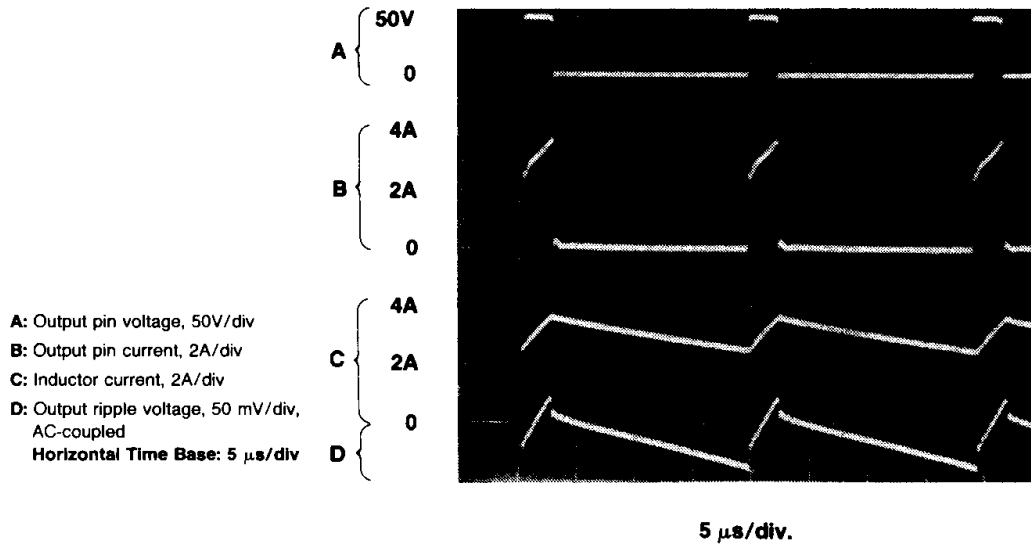 50V
A
0
4A
B
2A
0
4A
C
2A
0
D
A: Output pin voltage, 50V/div
B: Output pin current, 2A/div
C: Inductor current, 2A/div
D: Output ripple voltage, 50 mV/div,
AC-coupled
Horizontal Time Base: 5 μs/div
5 μs/div.